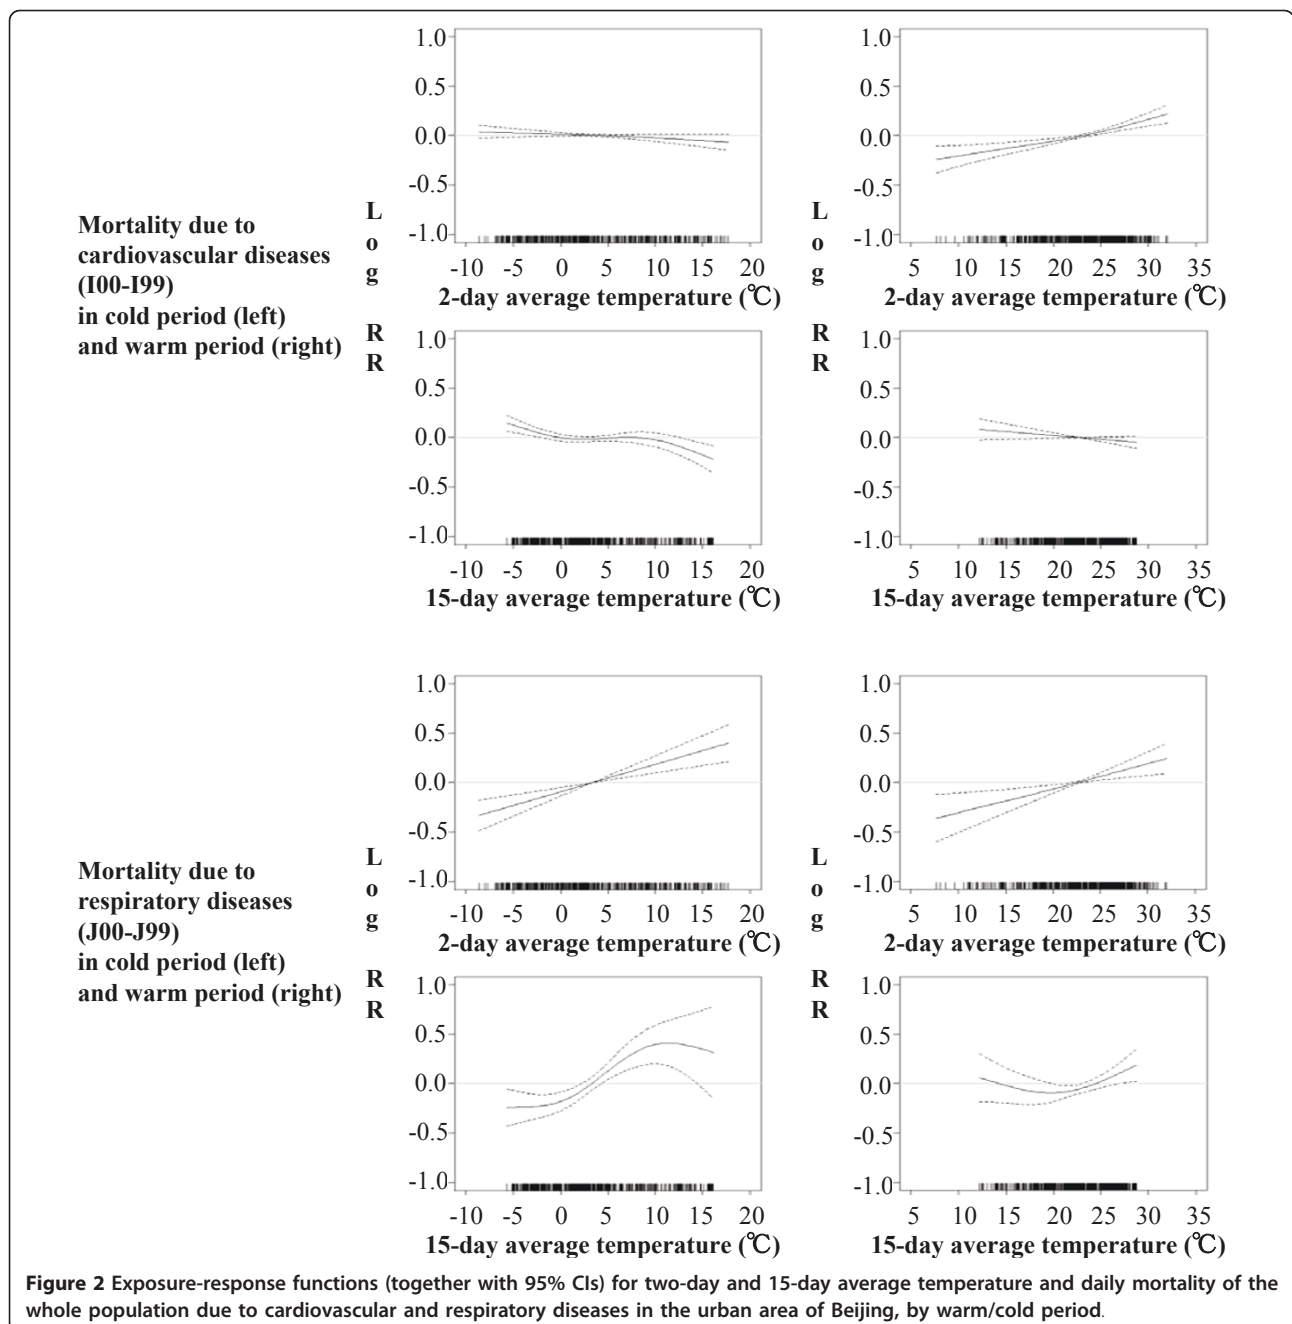 1.0
0.5
0.0
-0.5
-1.0
-10 -5 0 5 10 15 20
2-day average temperature (℃)
1.0
0.5
0.0
-0.5
-1.0
5 10 15 20 25 30 35
2-day average temperature (℃)
Mortality due to
cardiovascular diseases
(I00-I99)
in cold period (left)
and warm period (right)
L
o
g
R
R
L
o
g
R
R
1.0
0.5
0.0
-0.5
-1.0
-10 -5 0 5 10 15 20
15-day average temperature (℃)
1.0
0.5
0.0
-0.5
-1.0
5 10 15 20 25 30 35
15-day average temperature (℃)
1.0
0.5
0.0
-0.5
-1.0
-10 -5 0 5 10 15 20
2-day average temperature (℃)
1.0
0.5
0.0
-0.5
-1.0
5 10 15 20 25 30 35
2-day average temperature (℃)
Mortality due to
respiratory diseases
(J00-J99)
in cold period (left)
and warm period (right)
L
o
g
R
R
L
o
g
R
R
1.0
0.5
0.0
-0.5
-1.0
-10 -5 0 5 10 15 20
15-day average temperature (℃)
1.0
0.5
0.0
-0.5
-1.0
5 10 15 20 25 30 35
15-day average temperature (℃)
Figure 2 Exposure-response functions (together with 95% CIs) for two-day and 15-day average temperature and daily mortality of the
whole population due to cardiovascular and respiratory diseases in the urban area of Beijing, by warm/cold period.